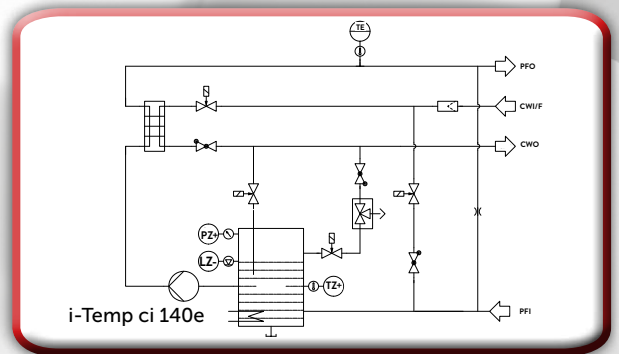 TE
PFO
CWI/F
CWO
PZ+
LZ-
TZ+
i-Temp ci 140e
PFI